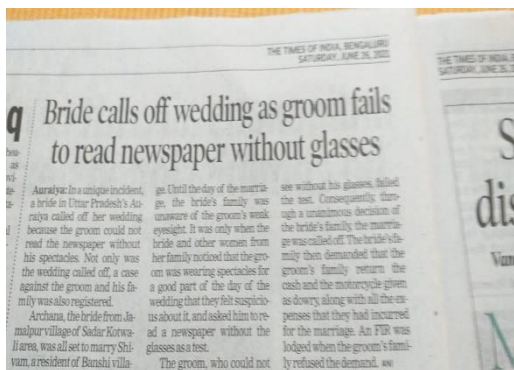 THE TIMES OF INDIA, BENGALURU
SATURDAY, JUNE 26, 2021
Bride calls off wedding as groom fails
to read newspaper without glasses
Auraiya: In a unique incident,
a bride in Uttar Pradesh's Au-
raiya called off her wedding
because the groom could not
read the newspaper without
his spectacles. Not only was
the wedding called off, a case
against the groom and his fa-
mily was also registered.
Archana, the bride from Ja-
malpur village of Sadar Kotwa-
li area, was all set to marry Shi-
vam, a resident of Banshi villa-
ge. Until the day of the marria-
ge, the bride's family was
unaware of the groom's weak
eyesight. It was only when the
bride and other women from
her family noticed that the gro-
om was wearing spectacles for
a good part of the day of the
wedding that they felt suspicio-
us about it, and asked him to re-
ad a newspaper without the
glasses as a test.
The groom, who could not
see without his glasses, failed
the test. Consequently, thro-
ugh a unanimous decision of
the bride's family, the marria-
ge was called off. The bride's fa-
mily then demanded that the
groom's family return the
cash and the motorcycle given
as dowry, along with all the ex-
penses that they had incurred
for the marriage. An FIR was
lodged when the groom's fami-
ly refused the demand. ANI
THE TIMES OF INDIA, B
SATURDAY, JUNE 26, 2
S
dis